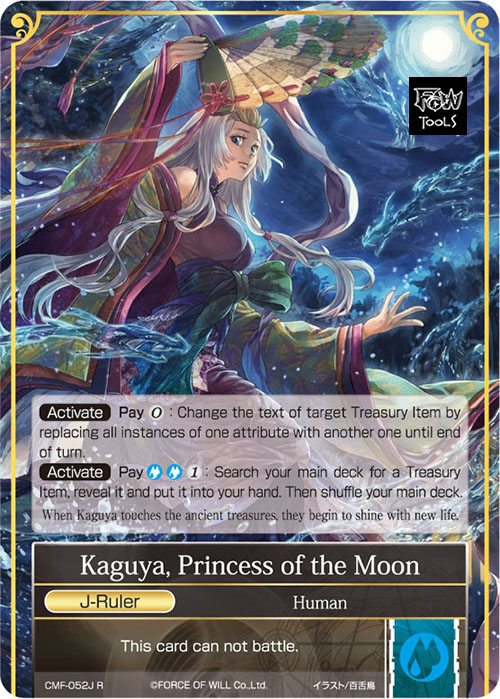 FoW
TooLS
Activate Pay 0 : Change the text of target Treasury Item by
replacing all instances of one attribute with another one until end
of turn.
Activate Pay 1 : Search your main deck for a Treasury
Item, reveal it and put it into your hand. Then shuffle your main deck.
When Kaguya touches the ancient treasures, they begin to shine with new life.
Kaguya, Princess of the Moon
J-Ruler Human
This card can not battle.
CMF-052J R ©FORCE OF WILL Co.,Ltd. イラスト/百舌鳥